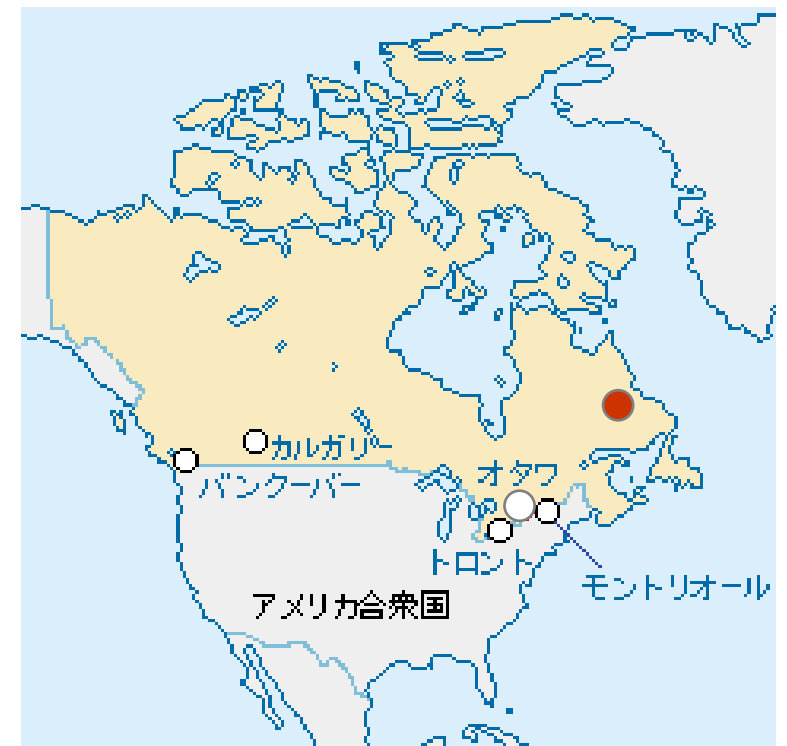 カルガリー
オタワ
バンクーバー
トロント
モントリオール
アメリカ合衆国